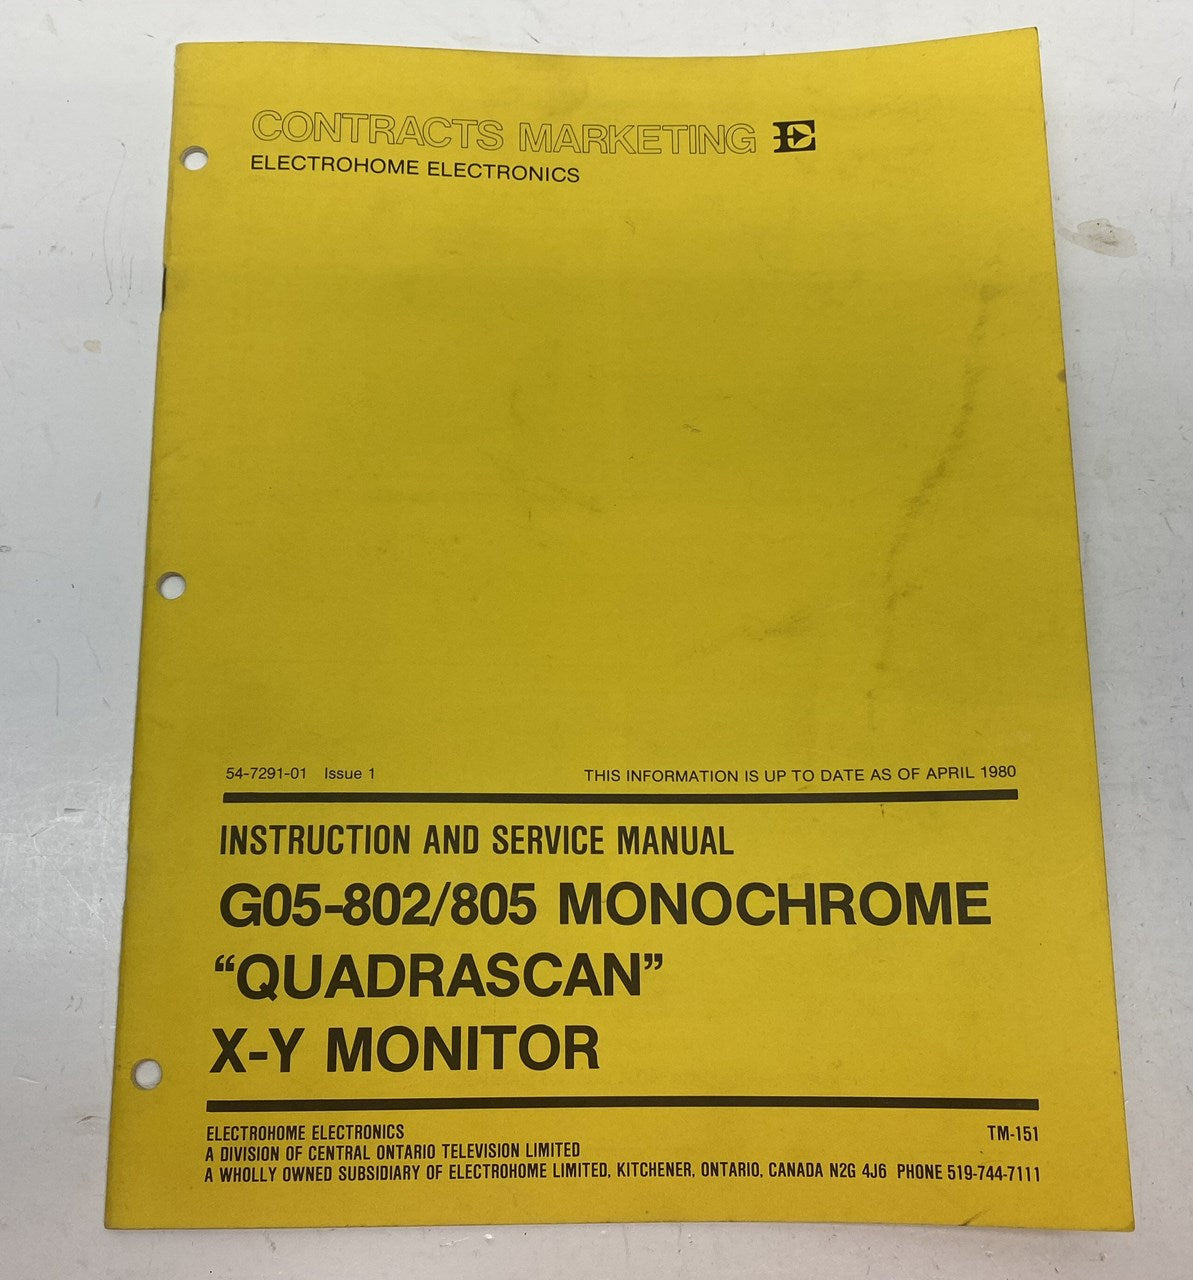 CONTRACTS MARKETING E
ELECTROHOME ELECTRONICS
54-7291-01 Issue 1
THIS INFORMATION IS UP TO DATE AS OF APRIL 1980
INSTRUCTION AND SERVICE MANUAL
G05-802/805 MONOCHROME
“QUADRASCAN”
X-Y MONITOR
ELECTROHOME ELECTRONICS
TM-151
A DIVISION OF CENTRAL ONTARIO TELEVISION LIMITED
A WHOLLY OWNED SUBSIDIARY OF ELECTROHOME LIMITED, KITCHENER, ONTARIO, CANADA N2G 4J6 PHONE 519-744-7111